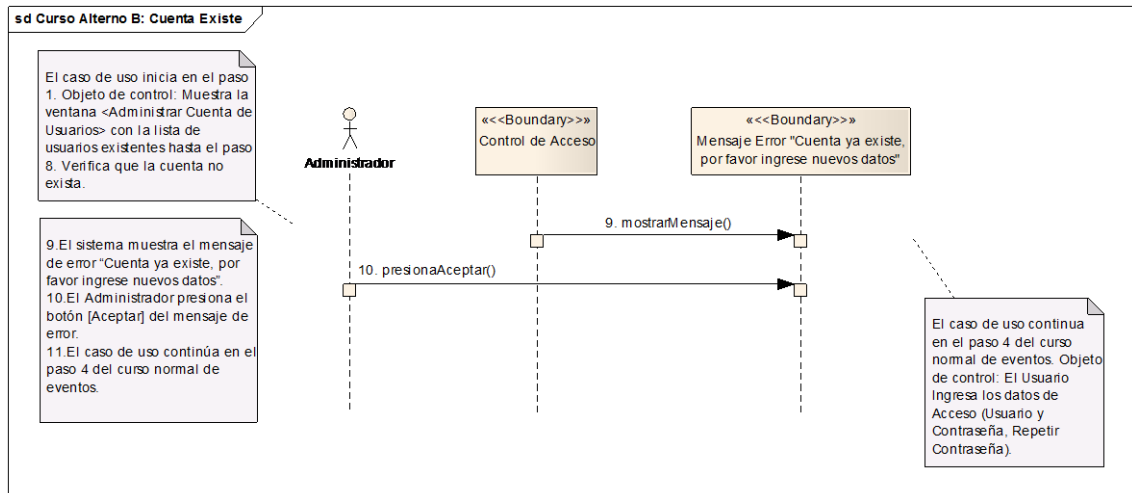 sd Curso Alterno B: Cuenta Existe
El caso de uso inicia en el paso
1. Objeto de control: Muestra la
ventana <Administrar Cuenta de
Usuarios> con la lista de
usuarios existentes hasta el paso
8. Verifica que la cuenta no
exista.
Administrador
«<<Boundary>>»
Control de Acceso
«<<Boundary>>»
Mensaje Error "Cuenta ya existe,
por favor ingrese nuevos datos"
9. mostrarMensaje()
10. presionaAceptar()
9.El sistema muestra el mensaje
de error “Cuenta ya existe, por
favor ingrese nuevos datos”.
10.El Administrador presiona el
botón [Aceptar] del mensaje de
error.
11.El caso de uso continúa en el
paso 4 del curso normal de
eventos.
El caso de uso continua
en el paso 4 del curso
normal de eventos. Objeto
de control: El Usuario
Ingresa los datos de
Acceso (Usuario y
Contraseña, Repetir
Contraseña).